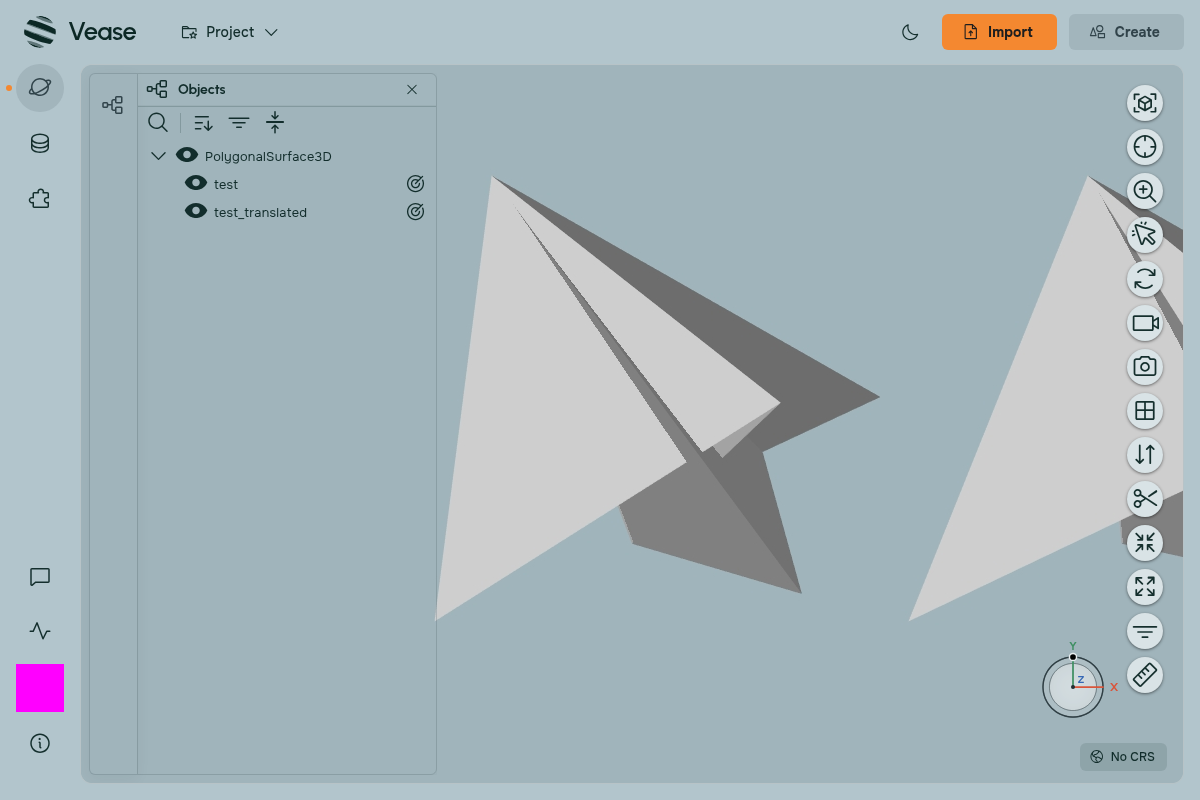 Vease
Project
Import
Create
Objects
PolygonalSurface3D
test
test_translated
Y
Z
X
No CRS